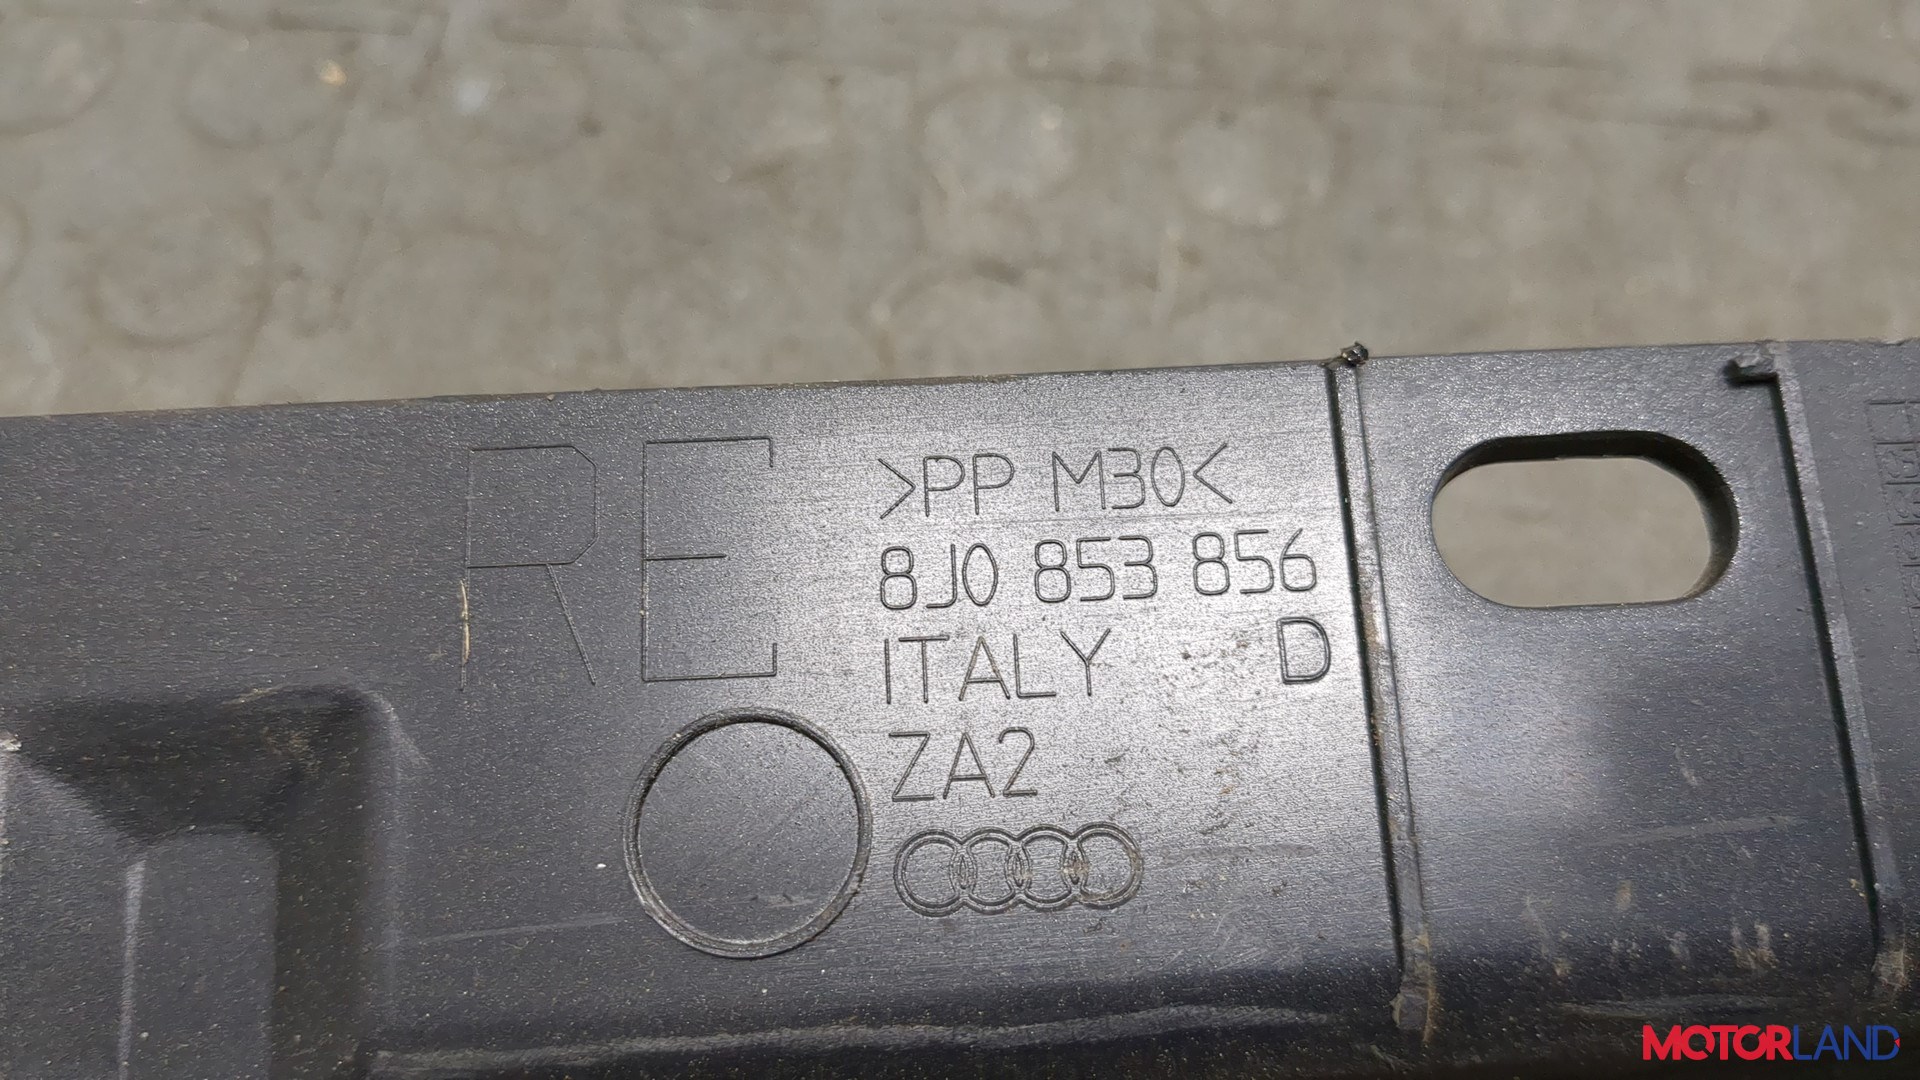 RE
>PP M30<
8J0 853 856
D
ITALY
ZA2
MOTORLAND